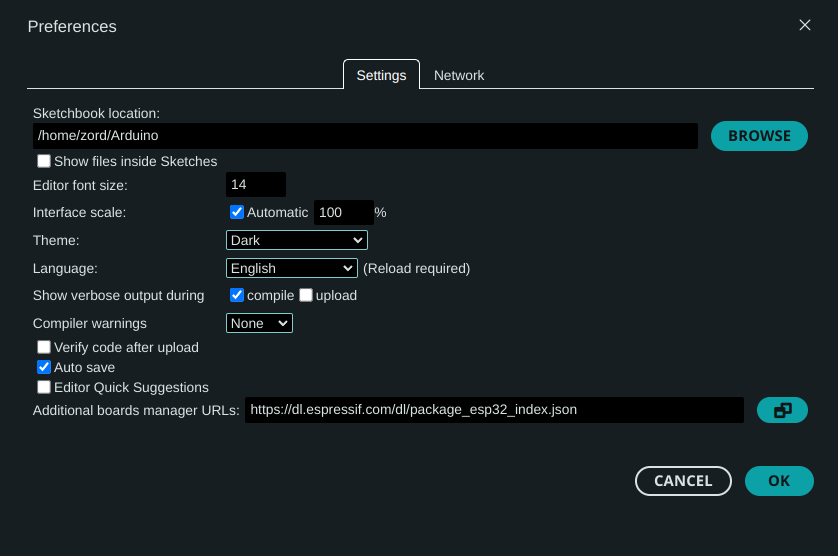 Preferences
Settings Network
Sketchbook location:
/home/zord/Arduino BROWSE
Show files inside Sketches
Editor font size: 14
Interface scale: Automatic 100 %
Theme: Dark
Language: English (Reload required)
Show verbose output during compile upload
Compiler warnings None
Verify code after upload
Auto save
Editor Quick Suggestions
Additional boards manager URLs: https://dl.espressif.com/dl/package_esp32_index.json
CANCEL OK